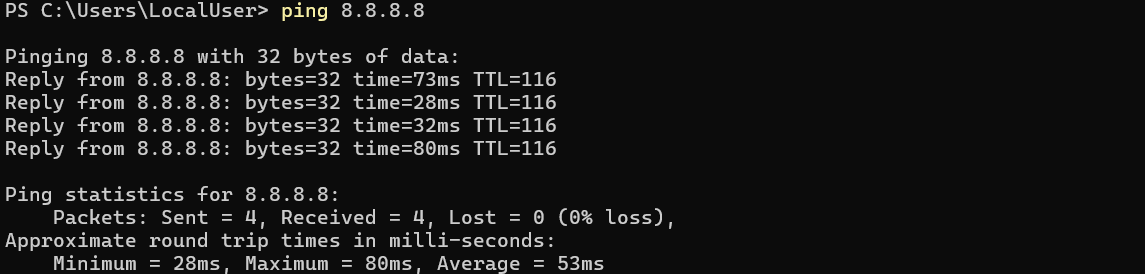 PS C:\Users\LocalUser> ping 8.8.8.8
Pinging 8.8.8.8 with 32 bytes of data:
Reply from 8.8.8.8: bytes=32 time=73ms TTL=116
Reply from 8.8.8.8: bytes=32 time=28ms TTL=116
Reply from 8.8.8.8: bytes=32 time=32ms TTL=116
Reply from 8.8.8.8: bytes=32 time=80ms TTL=116
Ping statistics for 8.8.8.8:
    Packets: Sent = 4, Received = 4, Lost = 0 (0% loss),
Approximate round trip times in milli-seconds:
    Minimum = 28ms, Maximum = 80ms, Average = 53ms